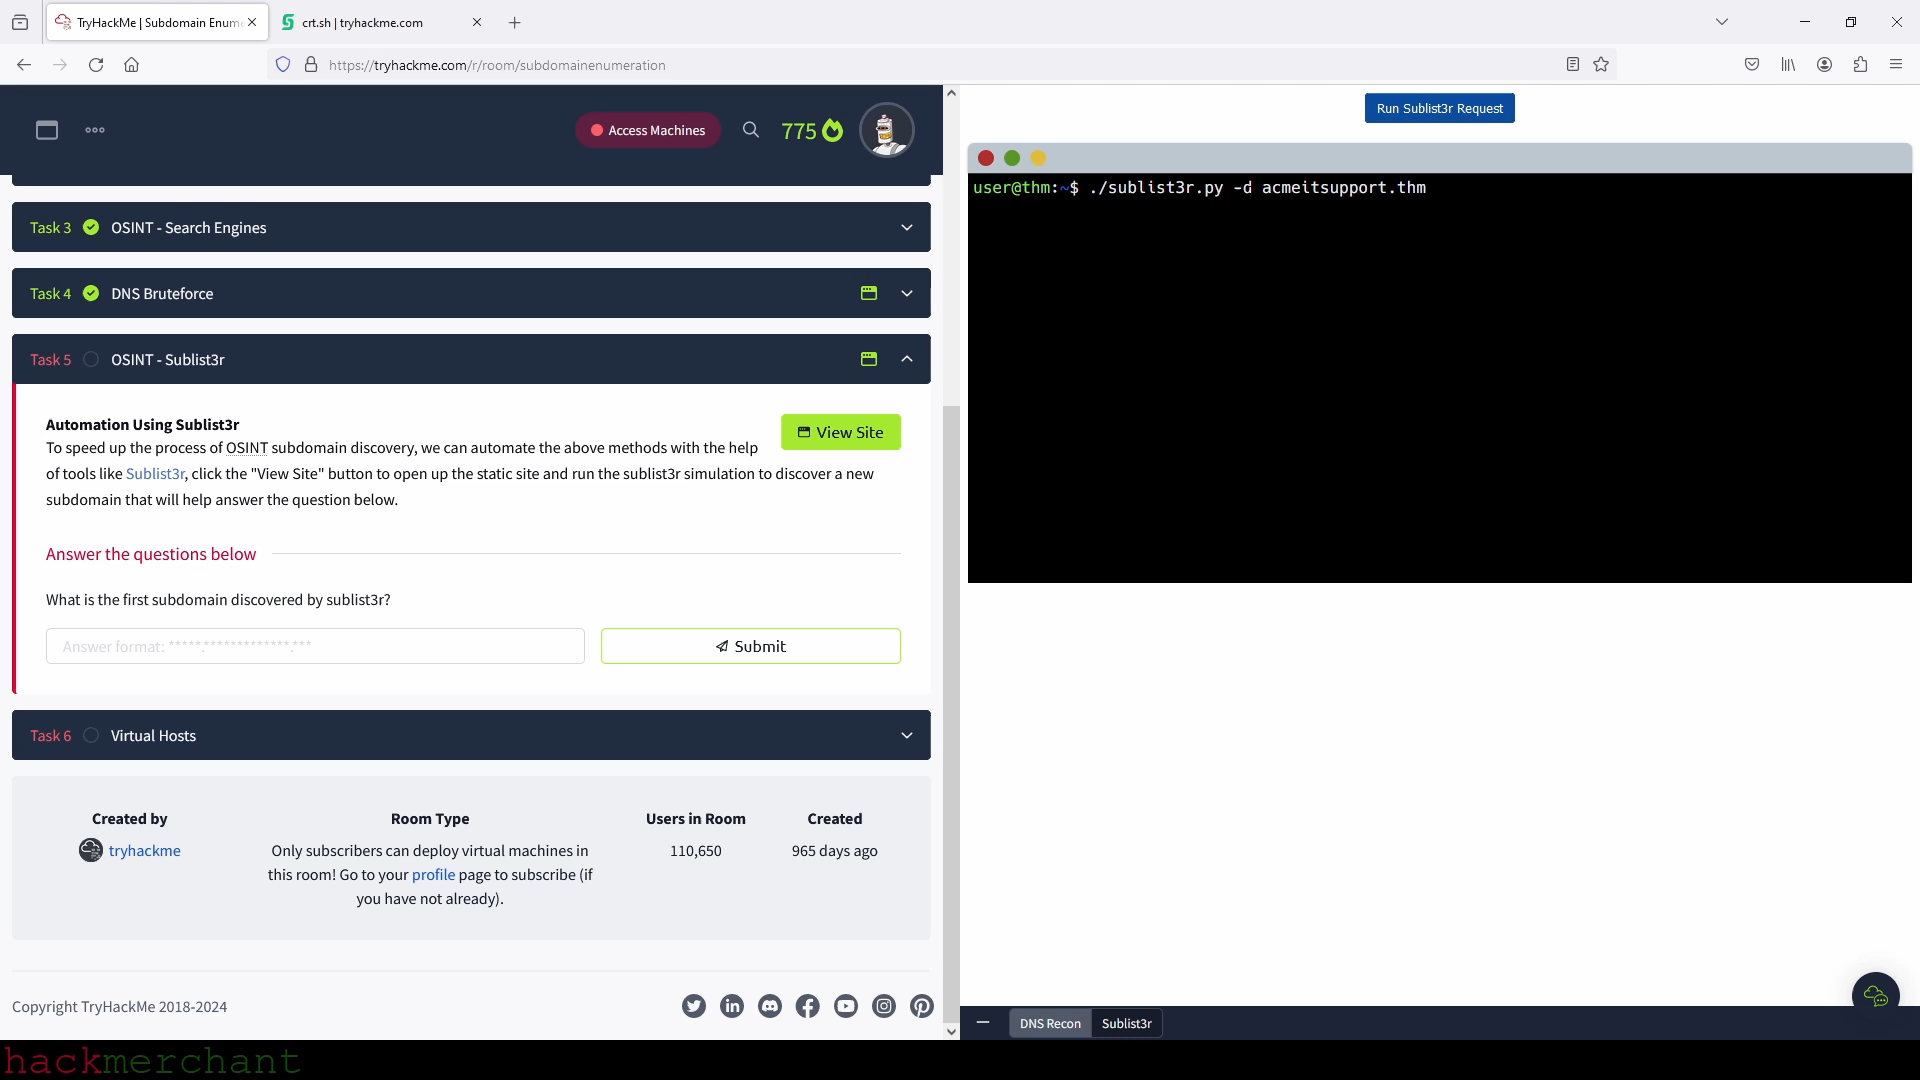 TryHackMe | Subdomain Enum
crt.sh | tryhackme.com
https://tryhackme.com/r/room/subdomainenumeration
Access Machines
775
Task 3 OSINT - Search Engines
Task 4 DNS Bruteforce
Task 5 OSINT - Sublist3r
Automation Using Sublist3r
View Site
To speed up the process of OSINT subdomain discovery, we can automate the above methods with the help
of tools like Sublist3r, click the "View Site" button to open up the static site and run the sublist3r simulation to discover a new
subdomain that will help answer the question below.
Answer the questions below
What is the first subdomain discovered by sublist3r?
Answer format: *****.******************.***
Submit
Task 6 Virtual Hosts
Created by
tryhackme
Room Type
Only subscribers can deploy virtual machines in
this room! Go to your profile page to subscribe (if
you have not already).
Users in Room
110,650
Created
965 days ago
Copyright TryHackMe 2018-2024
Run Sublist3r Request
user@thm:~$ ./sublist3r.py -d acmeitsupport.thm
DNS Recon
Sublist3r
hackmerchant